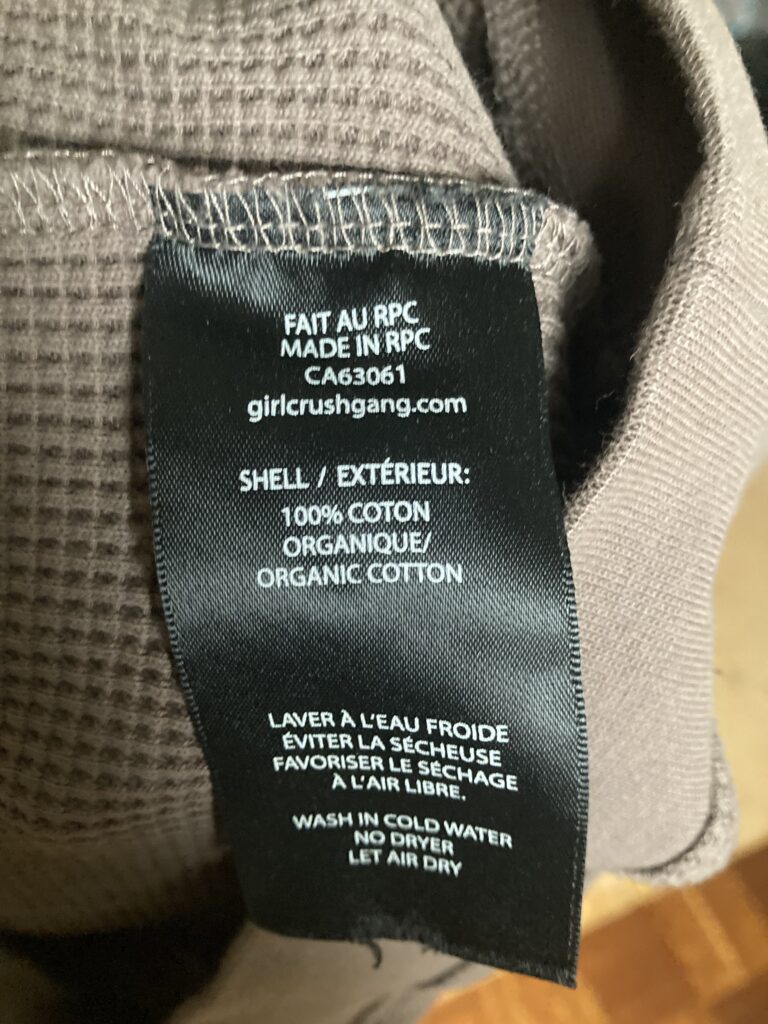 FAIT AU RPC
MADE IN RPC
CA63061
girlcrushgang.com
SHELL / EXTÉRIEUR:
100% COTON
ORGANIQUE/
ORGANIC COTTON
LAVER À L'EAU FROIDE
ÉVITER LA SÉCHEUSE
FAVORISER LE SÉCHAGE
À L'AIR LIBRE.
WASH IN COLD WATER
NO DRYER
LET AIR DRY